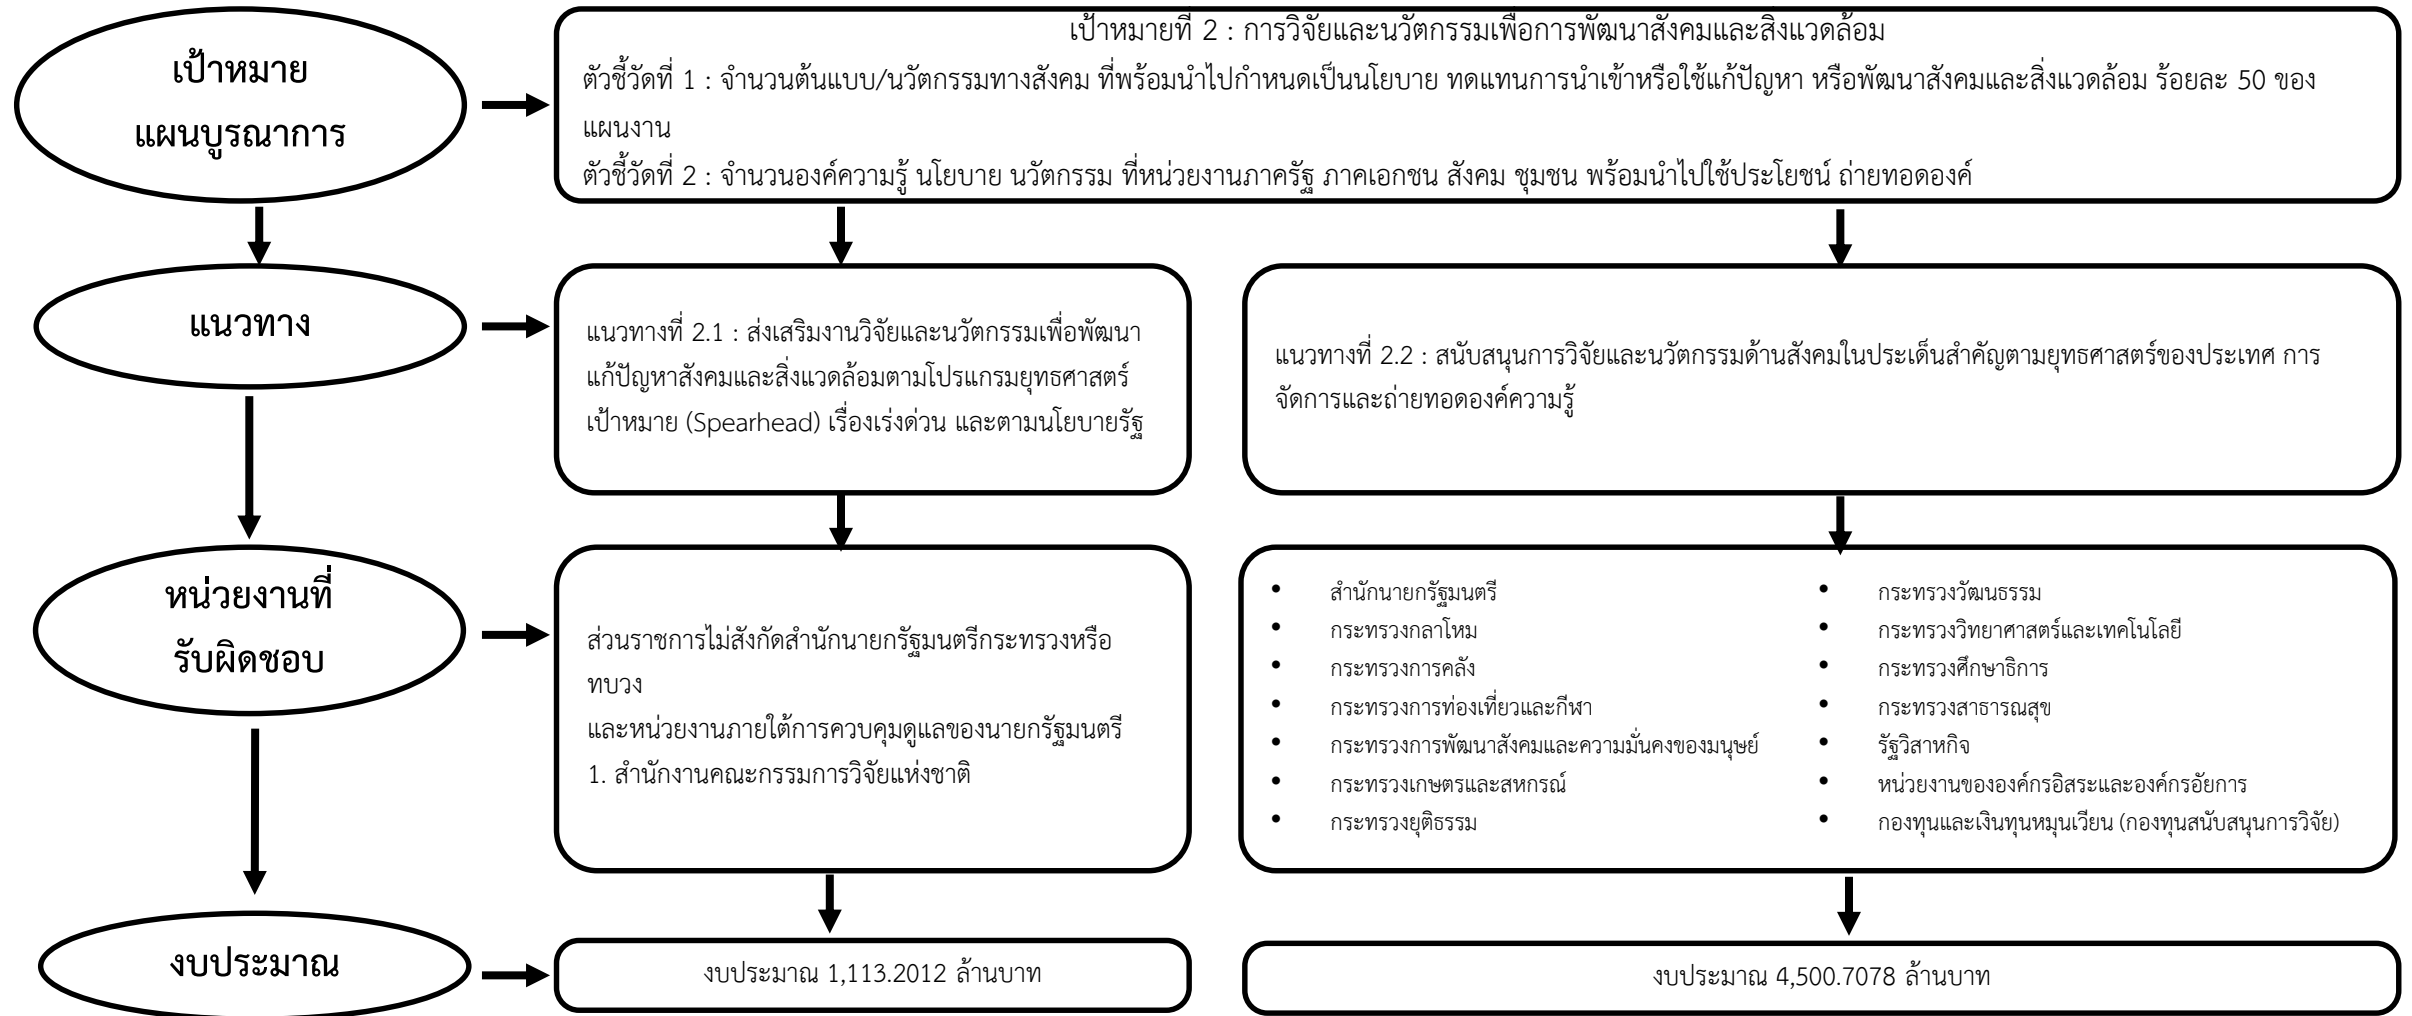 เป้าหมาย
แผนบูรณาการ
เป้าหมายที่ 2 : การวิจัยและนวัตกรรมเพื่อการพัฒนาสังคมและสิ่งแวดล้อม
ตัวชี้วัดที่ 1 : จำนวนต้นแบบ/นวัตกรรมทางสังคม ที่พร้อมนำไปกำหนดเป็นนโยบาย ทดแทนการนำเข้าหรือใช้แก้ปัญหา หรือพัฒนาสังคมและสิ่งแวดล้อม ร้อยละ 50 ของ
แผนงาน
ตัวชี้วัดที่ 2 : จำนวนองค์ความรู้ นโยบาย นวัตกรรม ที่หน่วยงานภาครัฐ ภาคเอกชน สังคม ชุมชน พร้อมนำไปใช้ประโยชน์ ถ่ายทอดองค์
แนวทาง
แนวทางที่ 2.1 : ส่งเสริมงานวิจัยและนวัตกรรมเพื่อพัฒนา
แก้ปัญหาสังคมและสิ่งแวดล้อมตามโปรแกรมยุทธศาสตร์
เป้าหมาย (Spearhead) เรื่องเร่งด่วน และตามนโยบายรัฐ
แนวทางที่ 2.2 : สนับสนุนการวิจัยและนวัตกรรมด้านสังคมในประเด็นสำคัญตามยุทธศาสตร์ของประเทศ การ
จัดการและถ่ายทอดองค์ความรู้
หน่วยงานที่
รับผิดชอบ
ส่วนราชการไม่สังกัดสำนักนายกรัฐมนตรีกระทรวงหรือ
ทบวง
และหน่วยงานภายใต้การควบคุมดูแลของนายกรัฐมนตรี
1. สำนักงานคณะกรรมการวิจัยแห่งชาติ
• สำนักนายกรัฐมนตรี
• กระทรวงกลาโหม
• กระทรวงการคลัง
• กระทรวงการท่องเที่ยวและกีฬา
• กระทรวงการพัฒนาสังคมและความมั่นคงของมนุษย์
• กระทรวงเกษตรและสหกรณ์
• กระทรวงยุติธรรม
• กระทรวงวัฒนธรรม
• กระทรวงวิทยาศาสตร์และเทคโนโลยี
• กระทรวงศึกษาธิการ
• กระทรวงสาธารณสุข
• รัฐวิสาหกิจ
• หน่วยงานขององค์กรอิสระและองค์กรอัยการ
• กองทุนและเงินทุนหมุนเวียน (กองทุนสนับสนุนการวิจัย)
งบประมาณ
งบประมาณ 1,113.2012 ล้านบาท
งบประมาณ 4,500.7078 ล้านบาท